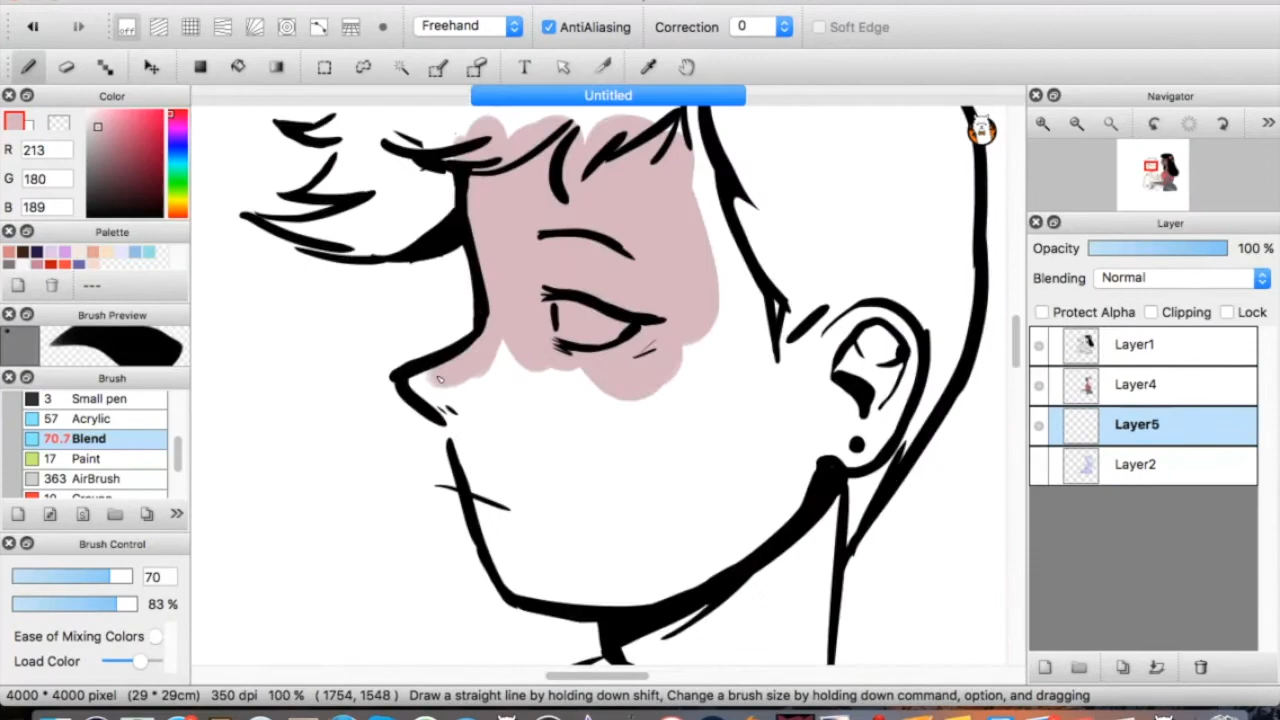 off
Freehand
AntiAliasing
Correction 0
Soft Edge
T
Untitled
Color
R 213
G 180
B 189
Palette
---
Brush Preview
Brush
3 Small pen
57 Acrylic
70.7 Blend
17 Paint
363 AirBrush
Brush Control
70
83 %
Ease of Mixing Colors
Load Color
Navigator
Layer
Opacity 100 %
Blending Normal
Protect Alpha Clipping Lock
Layer1
Layer4
Layer5
Layer2
4000 * 4000 pixel (29 * 29cm) 350 dpi 100 % ( 1754, 1548 ) Draw a straight line by holding down shift, Change a brush size by holding down command, option, and dragging